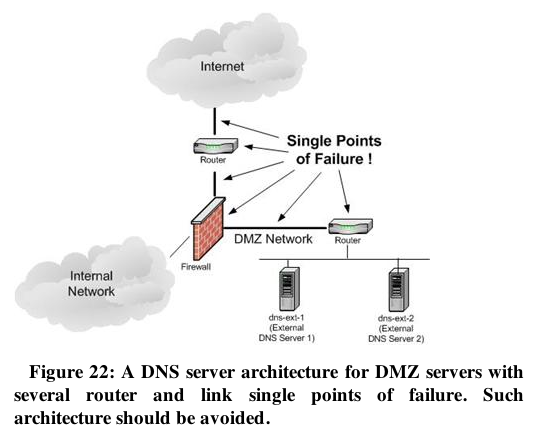 Internet
Single Points
of Failure !
Router
DMZ Network
Router
Firewall
Internal
Network
dns-ext-1
(External
DNS Server 1)
dns-ext-2
(External
DNS Server 2)
Figure 22: A DNS server architecture for DMZ servers with
several router and link single points of failure. Such
architecture should be avoided.